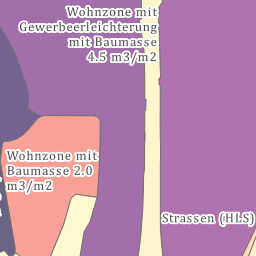 Wohnzone mit
Gewerbeerleichterung
mit Baumasse
4.5 m3/m2
Wohnzone mit
Baumasse 2.0
m3/m2
Strassen (HLS)